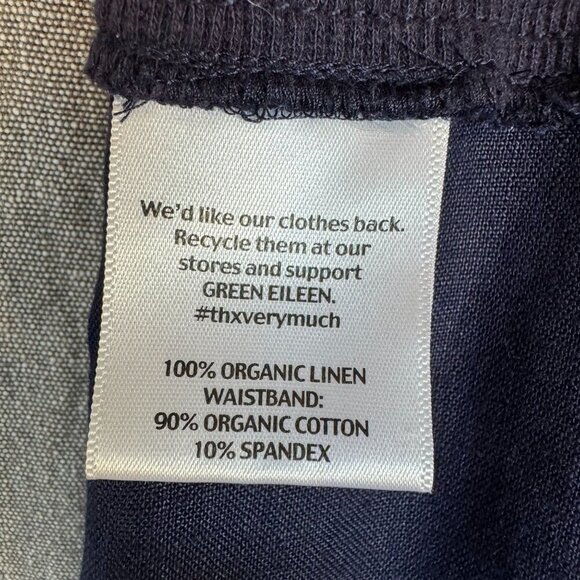 We'd like our clothes back.
Recycle them at our
stores and support
GREEN EILEEN.
#thxverymuch
100% ORGANIC LINEN
WAISTBAND:
90% ORGANIC COTTON
10% SPANDEX